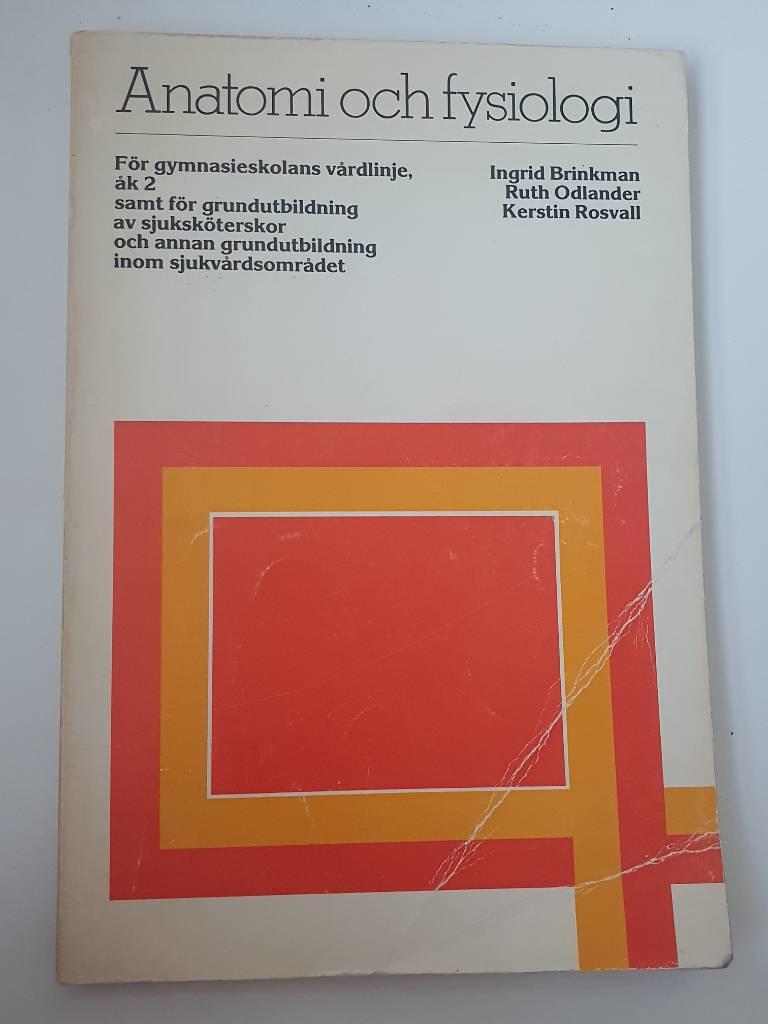 Anatomi och fysiologi
För gymnasieskolans vårdlinje,
åk 2
samt för grundutbildning
av sjuksköterskor
och annan grundutbildning
inom sjukvårdsområdet
Ingrid Brinkman
Ruth Odlander
Kerstin Rosvall